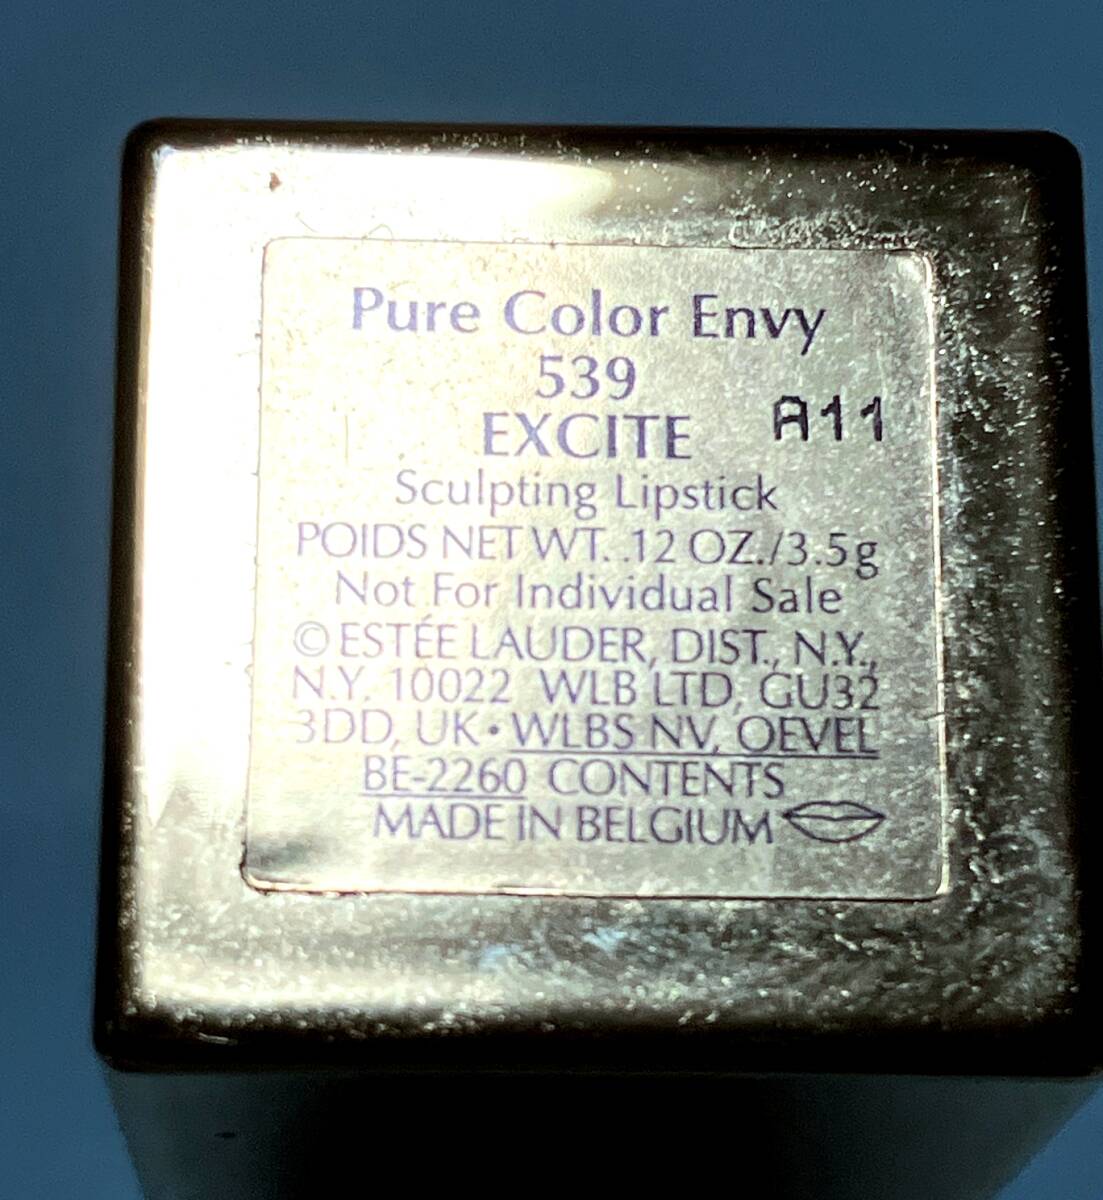 Pure Color Envy
539
EXCITE A11
Sculpting Lipstick
POIDS NET WT. .12 OZ./3.5g
Not For Individual Sale
© ESTÉE LAUDER, DIST., N.Y.,
N.Y. 10022 WLB LTD, GU32
3DD, UK • WLBS NV, OEVEL
BE-2260 CONTENTS
MADE IN BELGIUM